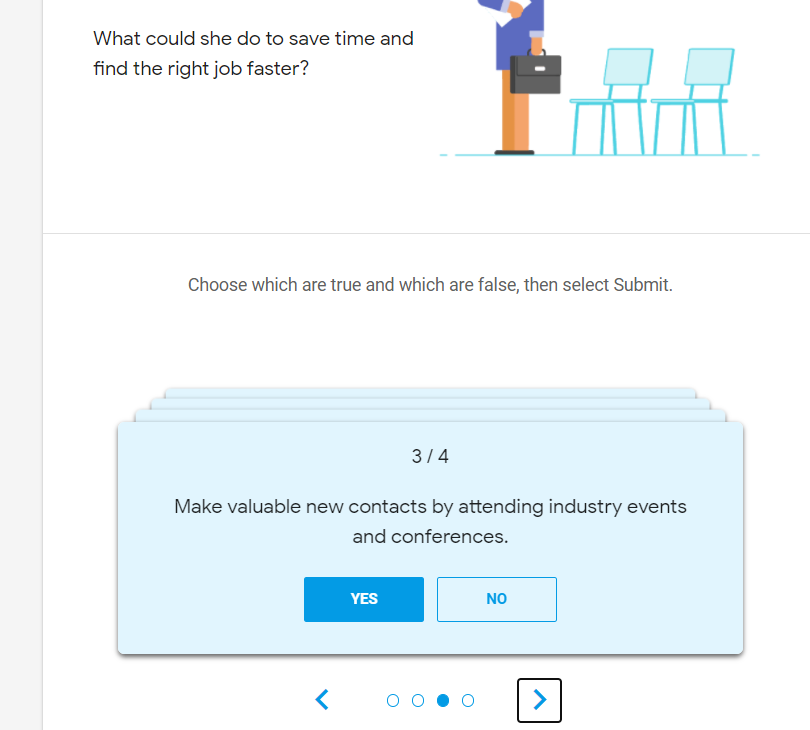 What could she do to save time and
find the right job faster?
Choose which are true and which are false, then select Submit.
3 / 4
Make valuable new contacts by attending industry events
and conferences.
YES NO